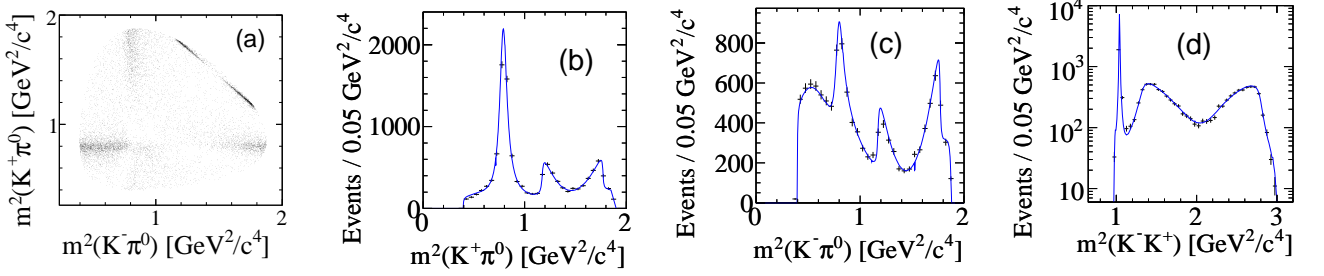 (a)
2
1
1
2
m²(K⁺π⁰) [GeV²/c⁴]
m²(K⁻π⁰) [GeV²/c⁴]
(b)
2000
1000
0
0
1
2
Events / 0.05 GeV²/c⁴
m²(K⁺π⁰) [GeV²/c⁴]
(c)
800
600
400
200
0
0
1
2
Events / 0.05 GeV²/c⁴
m²(K⁻π⁰) [GeV²/c⁴]
(d)
10⁴
10³
10²
10
1
2
3
Events / 0.05 GeV²/c⁴
m²(K⁻K⁺) [GeV²/c⁴]